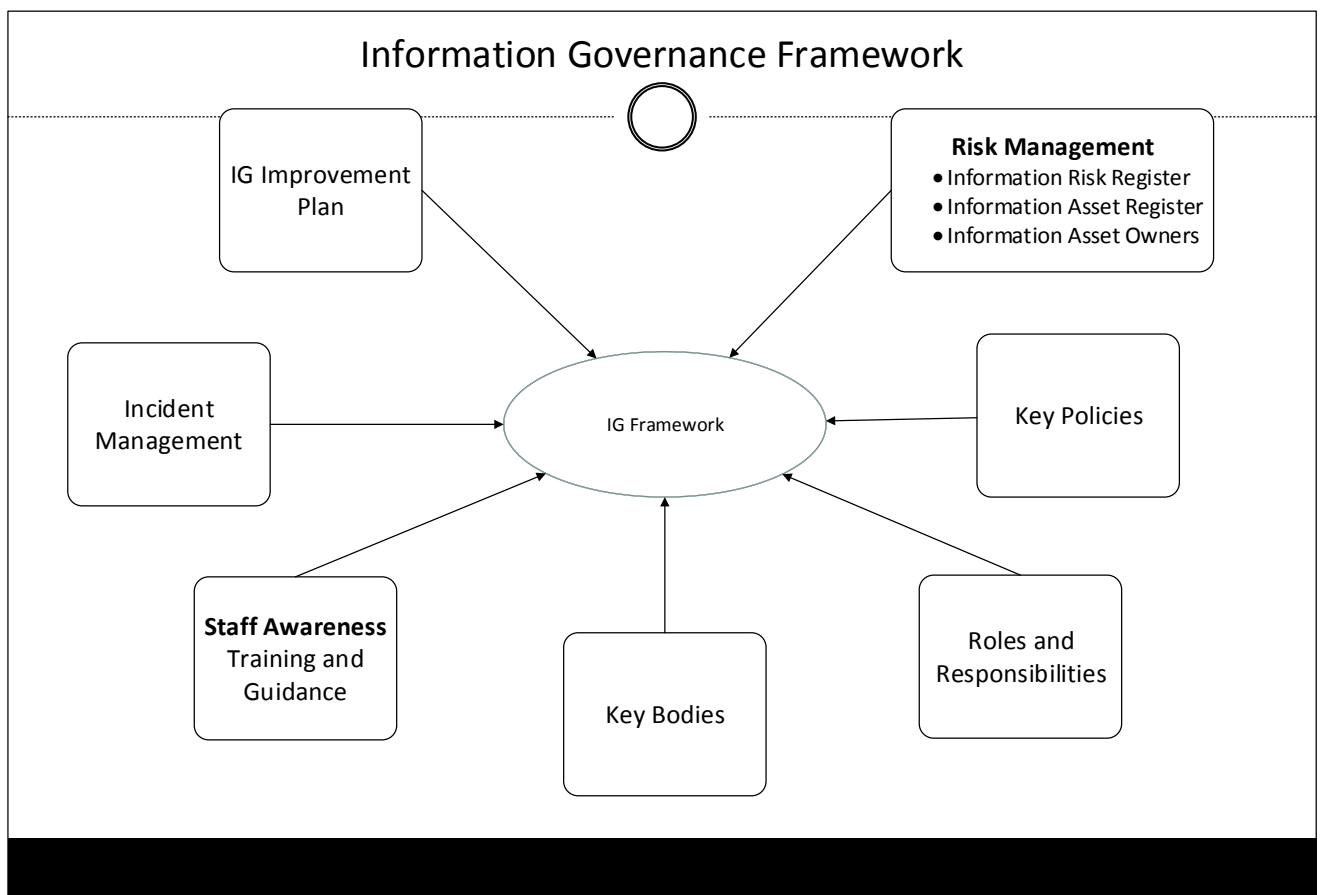 Information Governance Framework
IG Improvement
Plan
Risk Management
• Information Risk Register
• Information Asset Register
• Information Asset Owners
Incident
Management
IG Framework
Key Policies
Staff Awareness
Training and
Guidance
Key Bodies
Roles and
Responsibilities